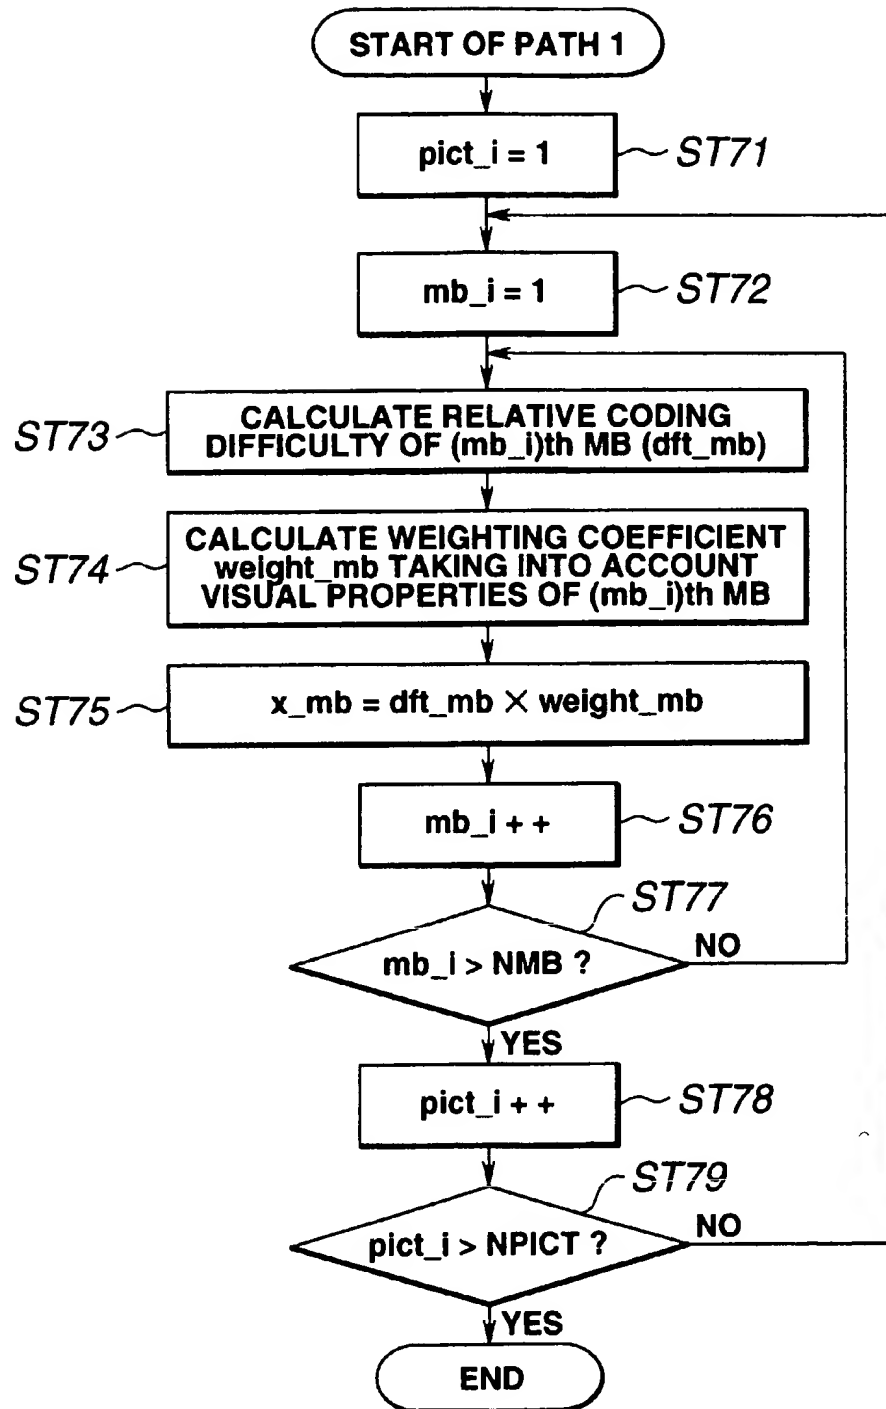 START OF PATH 1
pict_i = 1
ST71
mb_i = 1
ST72
ST73
CALCULATE RELATIVE CODING
DIFFICULTY OF (mb_i)th MB (dft_mb)
ST74
CALCULATE WEIGHTING COEFFICIENT
weight_mb TAKING INTO ACCOUNT
VISUAL PROPERTIES OF (mb_i)th MB
ST75
x_mb = dft_mb × weight_mb
mb_i + +
ST76
ST77
mb_i > NMB ?
NO
YES
pict_i + +
ST78
ST79
pict_i > NPICT ?
NO
YES
END